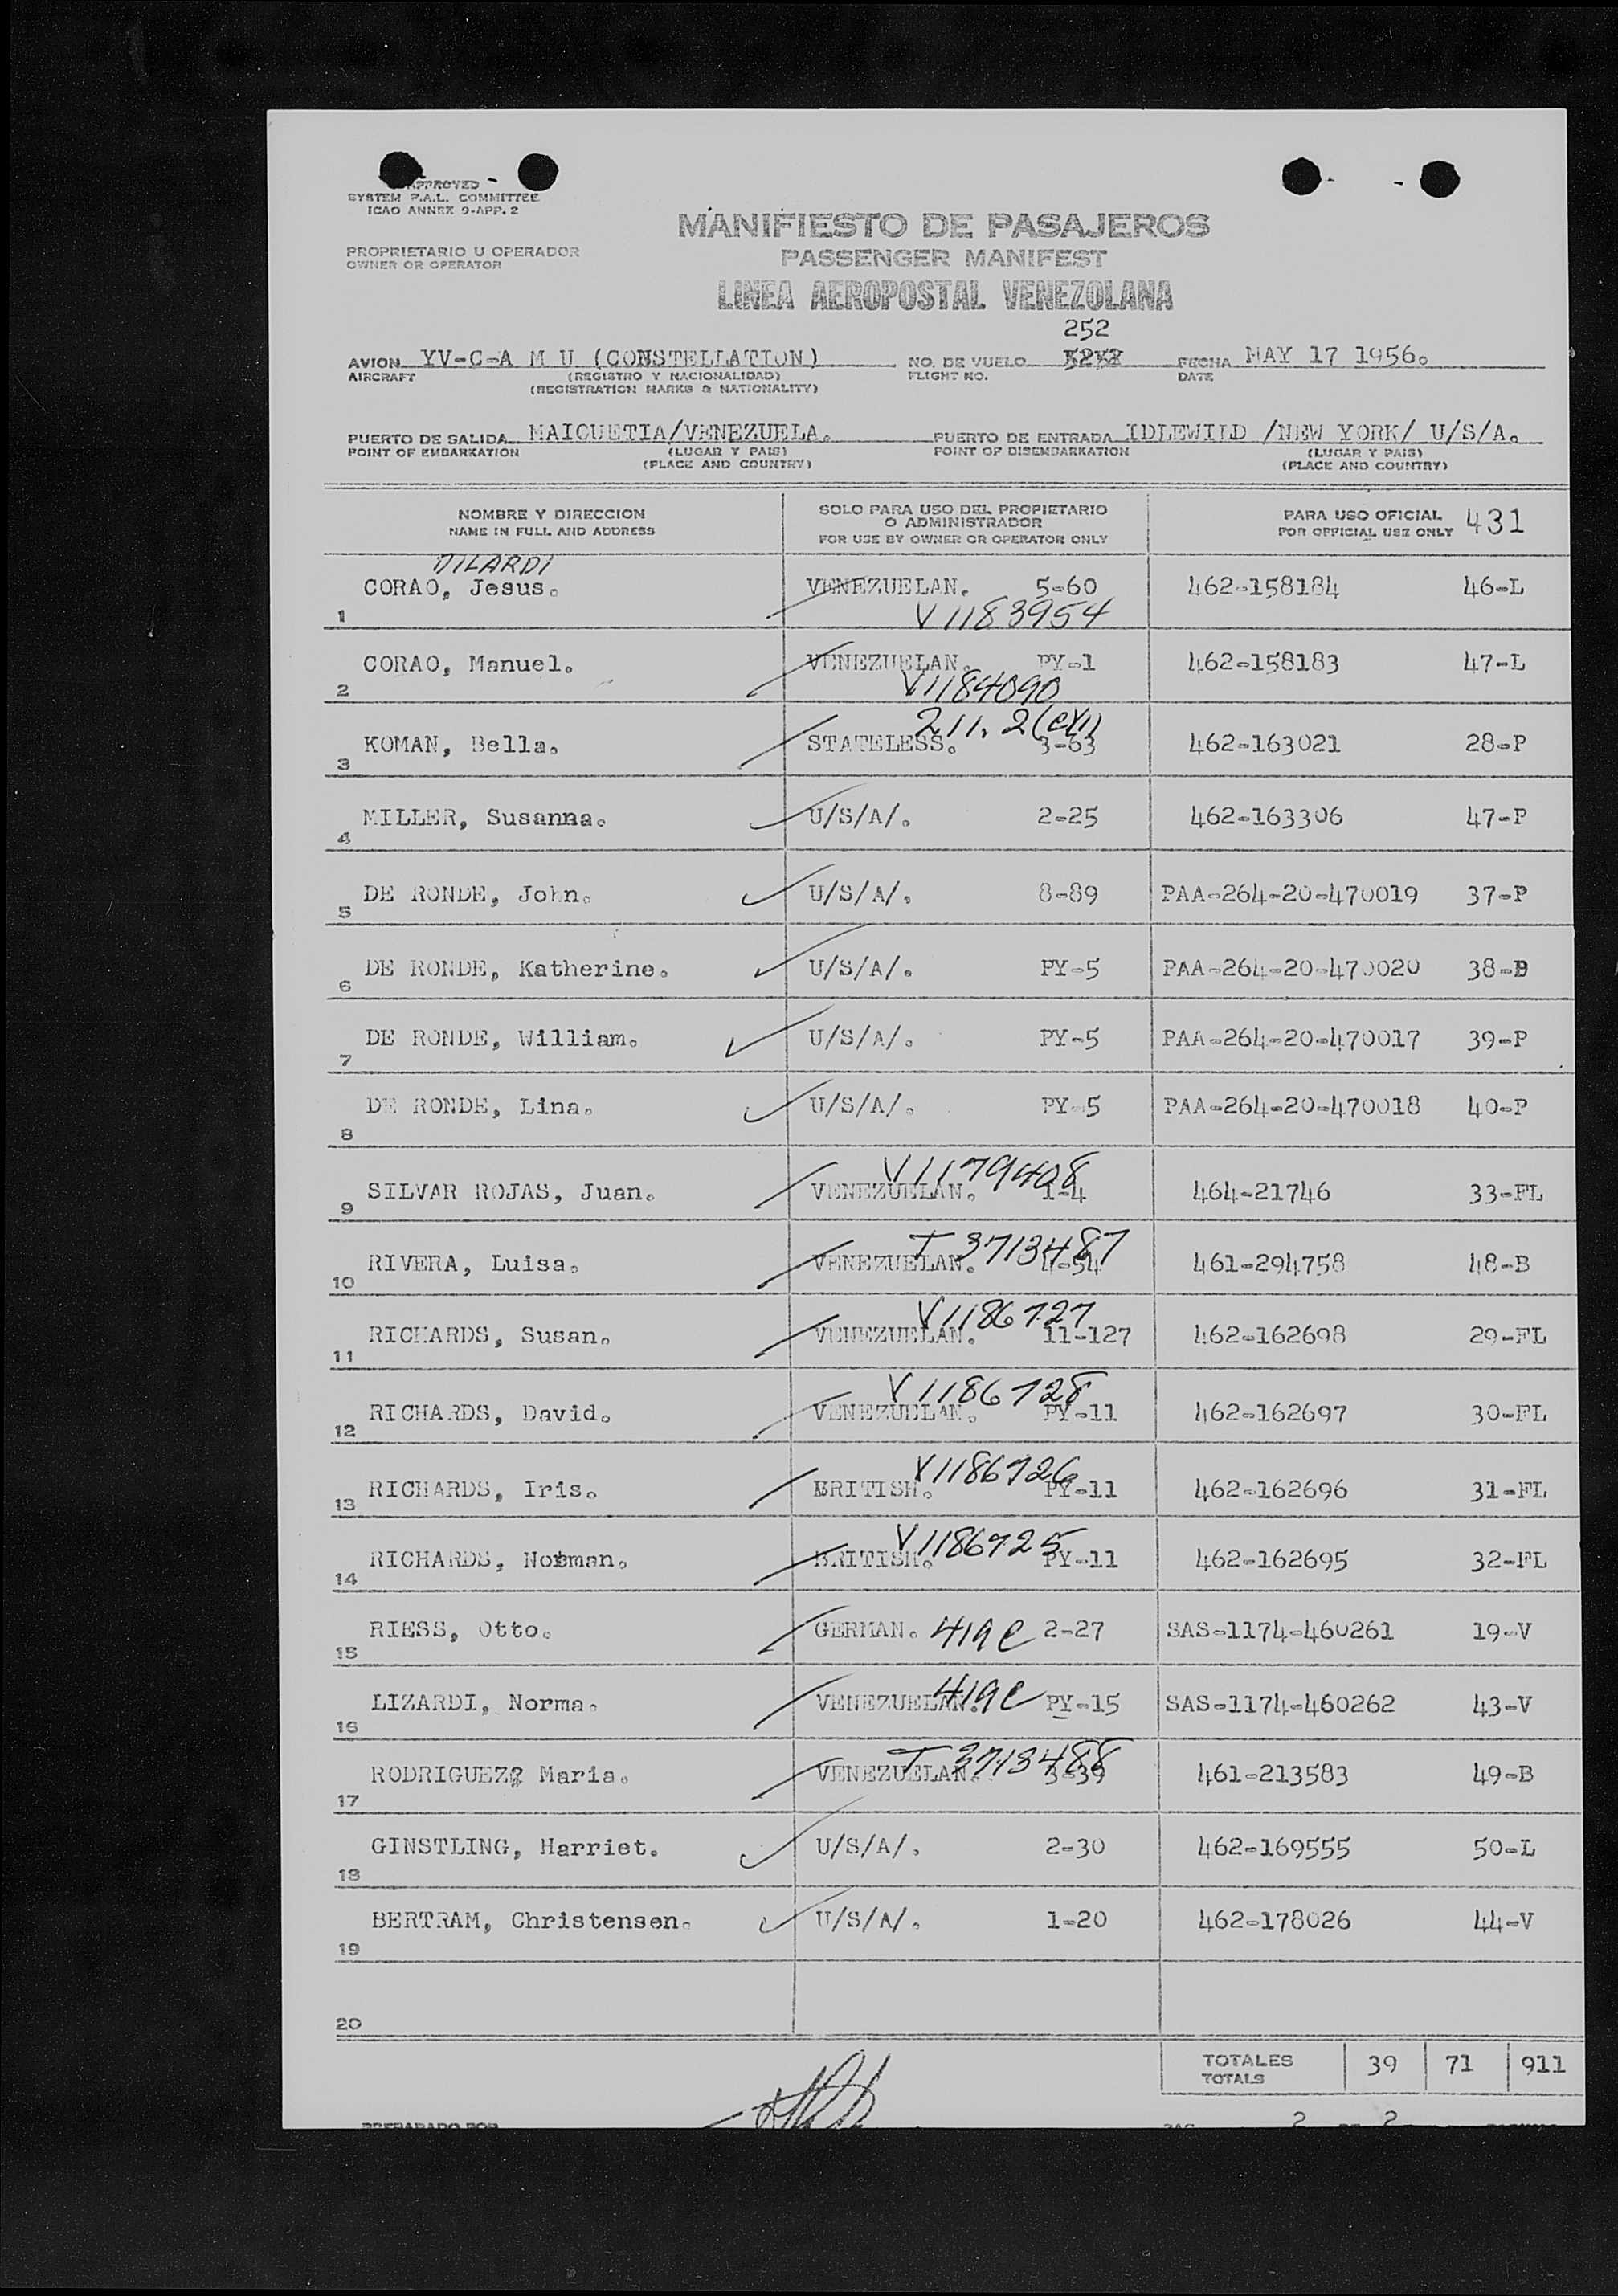 APPROVED
SYSTEM F.A.L. COMMITTEE
ICAO ANNEX 9-APP. 2
MANIFIESTO DE PASAJEROS
PROPRIETARIO U OPERADOR
OWNER OR OPERATOR
PASSENGER MANIFEST
LINEA AEROPOSTAL VENEZOLANA
252
AVION YV-C-A M U (CONSTELLATION) NO. DE VUELO FECHA MAY 17 1956.
AIRCRAFT (REGISTRO Y NACIONALIDAD) FLIGHT NO. DATE
(REGISTRATION MARKS & NATIONALITY)
PUERTO DE SALIDA MAIQUETIA/VENEZUELA. PUERTO DE ENTRADA IDLEWILD /NEW YORK/ U/S/A.
POINT OF EMBARKATION (LUGAR Y PAIS) POINT OF DISEMBARKATION (LUGAR Y PAIS)
(PLACE AND COUNTRY) (PLACE AND COUNTRY)
NOMBRE Y DIRECCION SOLO PARA USO DEL PROPIETARIO O ADMINISTRADOR PARA USO OFICIAL 431
NAME IN FULL AND ADDRESS FOR USE BY OWNER OR OPERATOR ONLY FOR OFFICIAL USE ONLY
DILARDI
1 CORAO, Jesus. VENEZUELAN. 5-60 462-158184 46-L
V1183954
2 CORAO, Manuel. VENEZUELAN. PY-1 462-158183 47-L
V1184090
211.2(e)(1)
3 KOMAN, Bella. STATELESS. 3-63 462-163021 28-P
4 MILLER, Susanna. U/S/A/. 2-25 462-163306 47-P
5 DE RONDE, John. U/S/A/. 8-89 PAA-264-20-470019 37-P
6 DE RONDE, Katherine. U/S/A/. PY-5 PAA-264-20-470020 38-P
7 DE RONDE, William. U/S/A/. PY-5 PAA-264-20-470017 39-P
8 DE RONDE, Lina. U/S/A/. PY-5 PAA-264-20-470018 40-P
V1179408
9 SILVAR ROJAS, Juan. VENEZUELAN. 1-4 464-21746 33-FL
T 3713487
10 RIVERA, Luisa. VENEZUELAN. 4-54 461-294758 48-B
V1186727
11 RICHARDS, Susan. VENEZUELAN. 11-127 462-162698 29-FL
V1186728
12 RICHARDS, David. VENEZUELAN. PY-11 462-162697 30-FL
V1186726
13 RICHARDS, Iris. BRITISH. PY-11 462-162696 31-FL
V1186725
14 RICHARDS, Norman. BRITISH. PY-11 462-162695 32-FL
15 RIESS, Otto. GERMAN. 419C 2-27 SAS-1174-460261 19-V
16 LIZARDI, Norma. VENEZUELAN. 419C PY-15 SAS-1174-460262 43-V
T 3713488
17 RODRIGUEZ, Maria. VENEZUELAN. 3-39 461-213583 49-B
18 GINSTLING, Harriet. U/S/A/. 2-30 462-169555 50-L
19 BERTRAM, Christensen. U/S/A/. 1-20 462-178026 44-V
20
TOTALES 39 71 911
TOTALS
PREPARADO POR 2 2